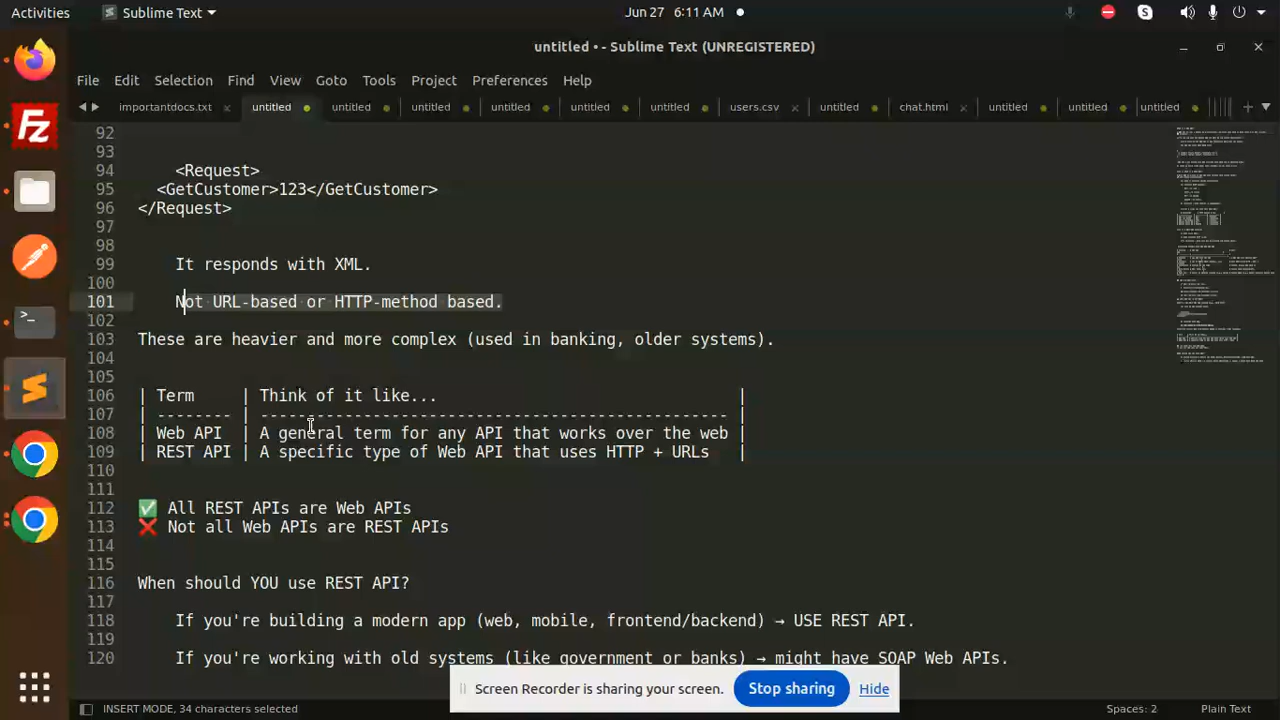 Activities
Sublime Text
Jun 27 6:11 AM
untitled • - Sublime Text (UNREGISTERED)
File Edit Selection Find View Goto Tools Project Preferences Help
importantdocs.txt untitled untitled untitled untitled untitled untitled users.csv untitled chat.html untitled untitled untitled
92
93
94 <Request>
95 <GetCustomer>123</GetCustomer>
96 </Request>
97
98
99 It responds with XML.
100
101 Not URL-based or HTTP-method based.
102
103 These are heavier and more complex (used in banking, older systems).
104
105
106 | Term | Think of it like... |
107 | -------- | -------------------------------------------------- |
108 | Web API | A general term for any API that works over the web |
109 | REST API | A specific type of Web API that uses HTTP + URLs |
110
111
112 ✅ All REST APIs are Web APIs
113 ❌ Not all Web APIs are REST APIs
114
115
116 When should YOU use REST API?
117
118 If you're building a modern app (web, mobile, frontend/backend) → USE REST API.
119
120 If you're working with old systems (like government or banks) → might have SOAP Web APIs.
Screen Recorder is sharing your screen. Stop sharing Hide
INSERT MODE, 34 characters selected
Spaces: 2
Plain Text